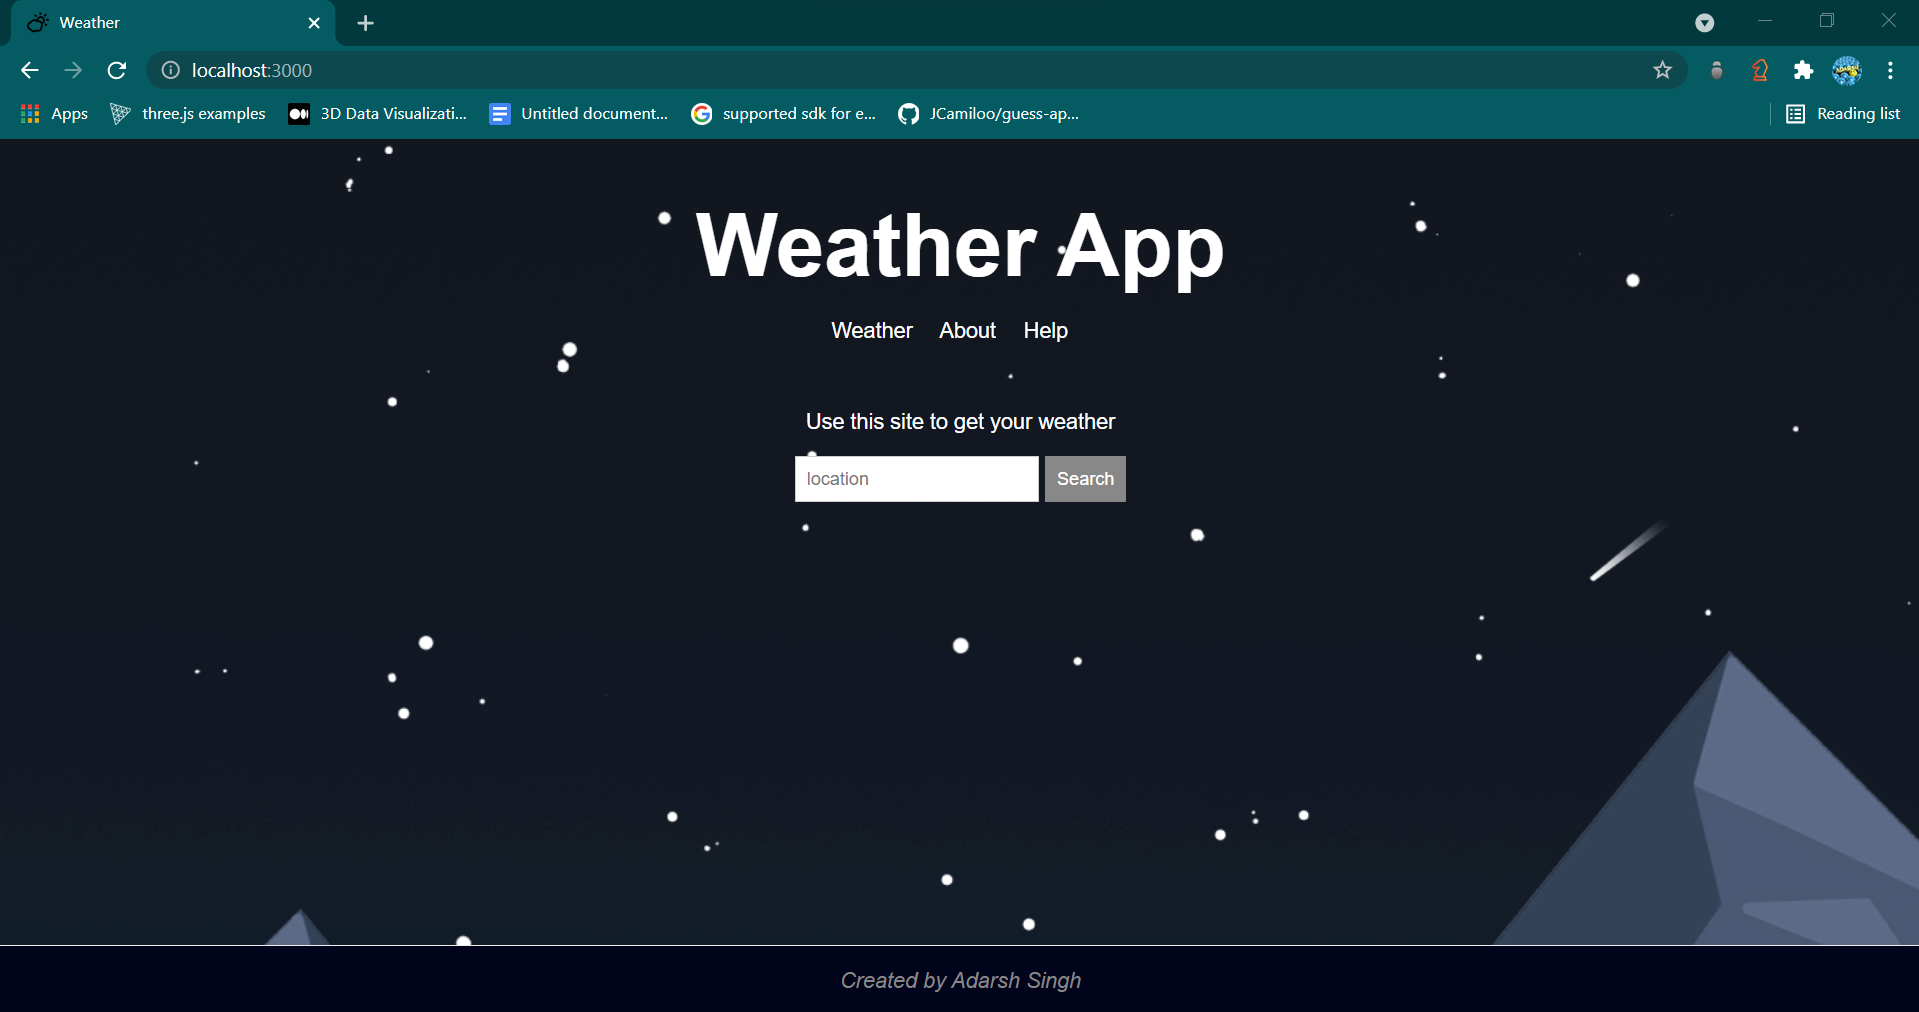 Weather
localhost:3000
Apps three.js examples 3D Data Visualizati... Untitled document... supported sdk for e... JCamiloo/guess-ap... Reading list
Weather App
Weather About Help
Use this site to get your weather
location Search
Created by Adarsh Singh